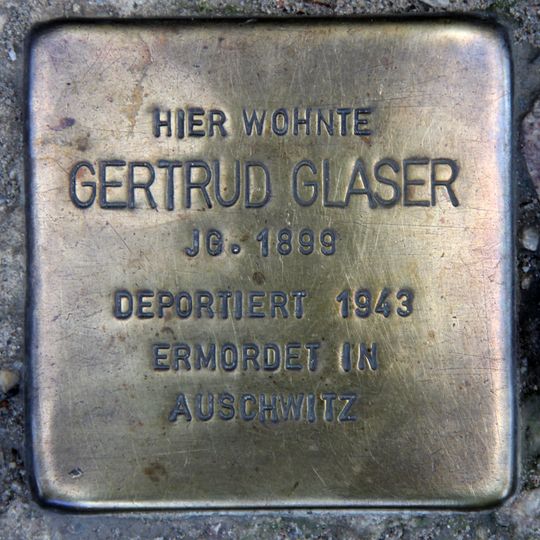 HIER WOHNTE
GERTRUD GLASER
JG. 1899
DEPORTIERT 1943
ERMORDET IN
AUSCHWITZ